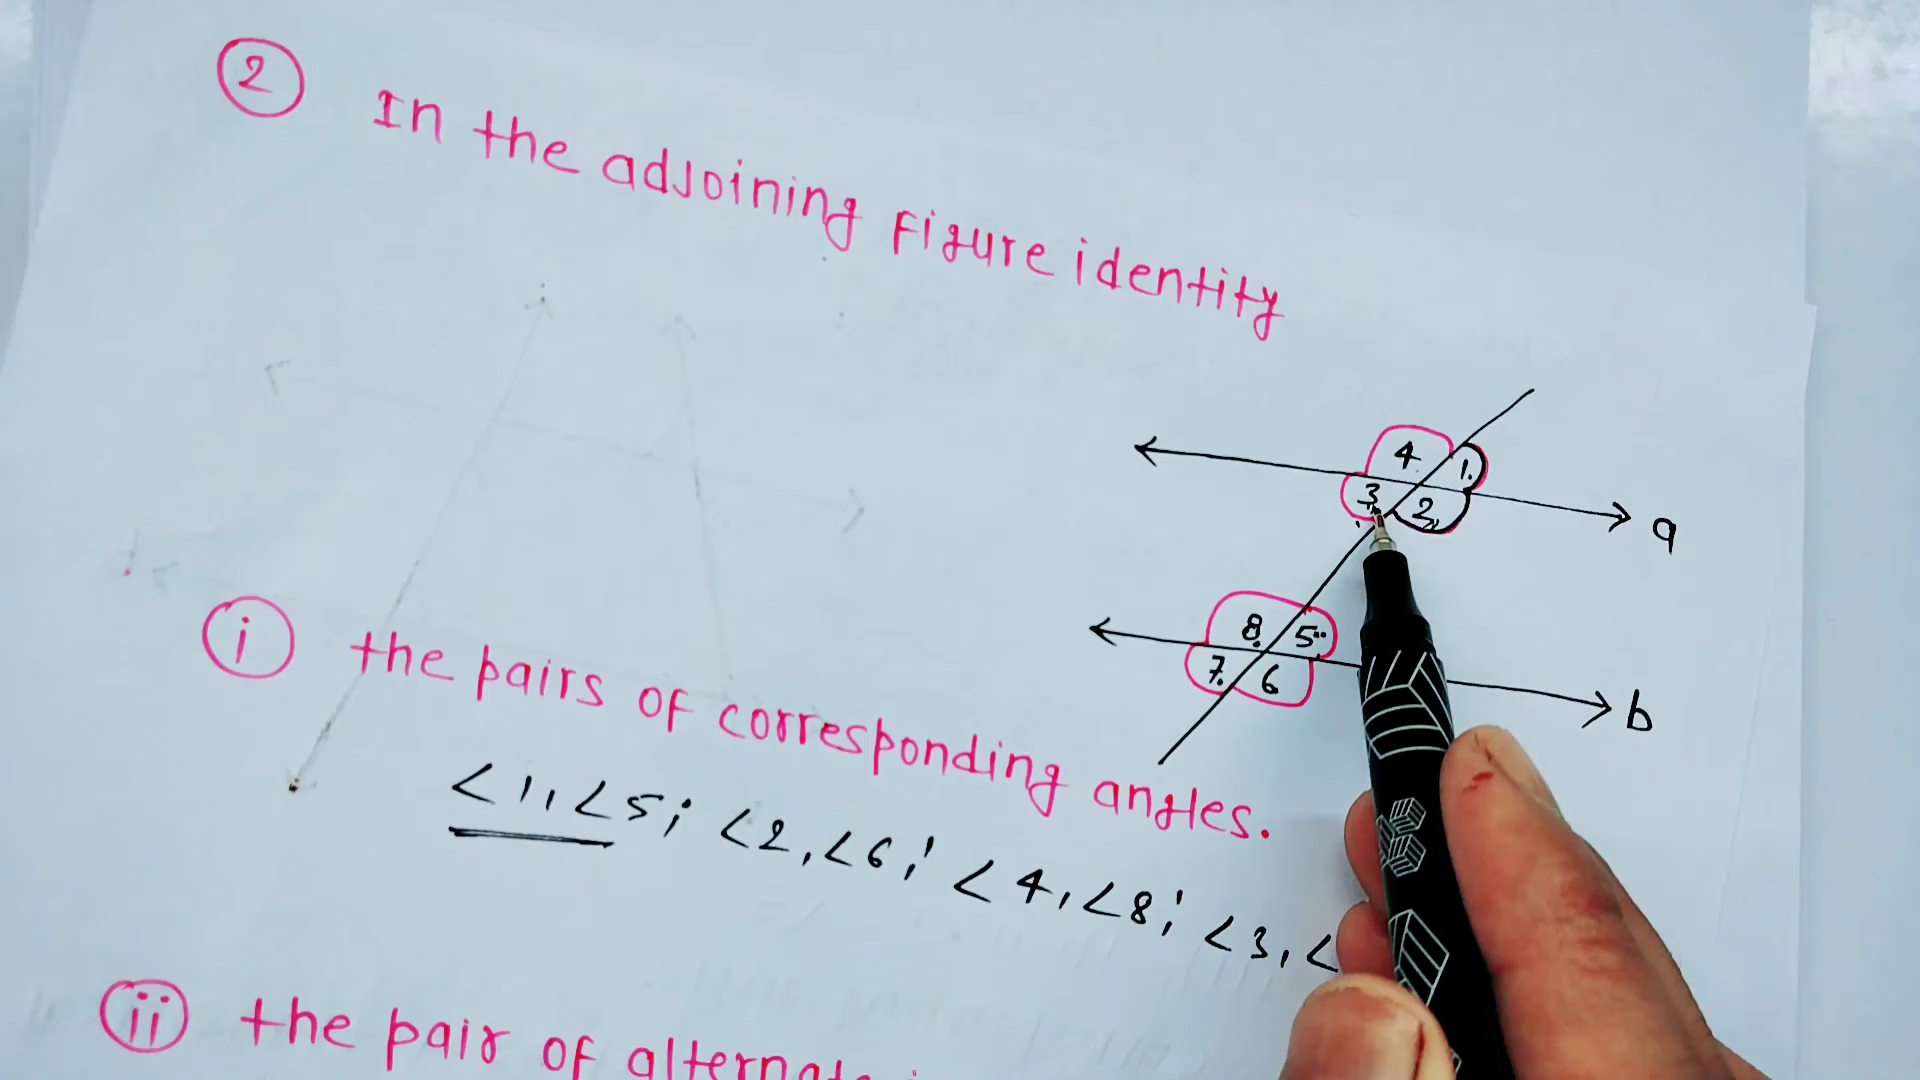 2 In the adjoining figure identity
4 1
3 2 a
8 5
7 6 b
i the pairs of corresponding angles.
<1,<5; <2,<6; <4,<8; <3,<
ii the pair of alternate